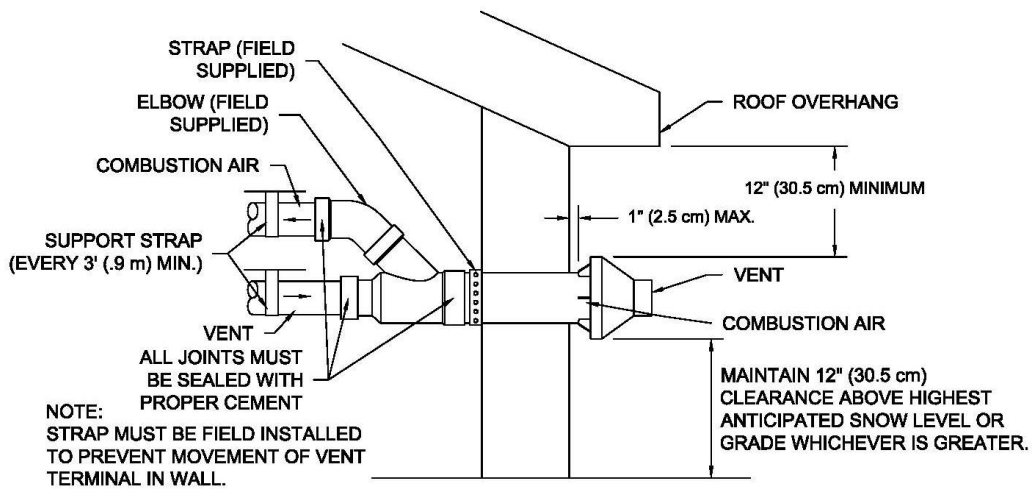 STRAP (FIELD
SUPPLIED)
ELBOW (FIELD
SUPPLIED)
COMBUSTION AIR
SUPPORT STRAP
(EVERY 3' (.9 m) MIN.)
VENT
ALL JOINTS MUST
BE SEALED WITH
PROPER CEMENT
NOTE:
STRAP MUST BE FIELD INSTALLED
TO PREVENT MOVEMENT OF VENT
TERMINAL IN WALL.
ROOF OVERHANG
12" (30.5 cm) MINIMUM
1" (2.5 cm) MAX.
VENT
COMBUSTION AIR
MAINTAIN 12" (30.5 cm)
CLEARANCE ABOVE HIGHEST
ANTICIPATED SNOW LEVEL OR
GRADE WHICHEVER IS GREATER.